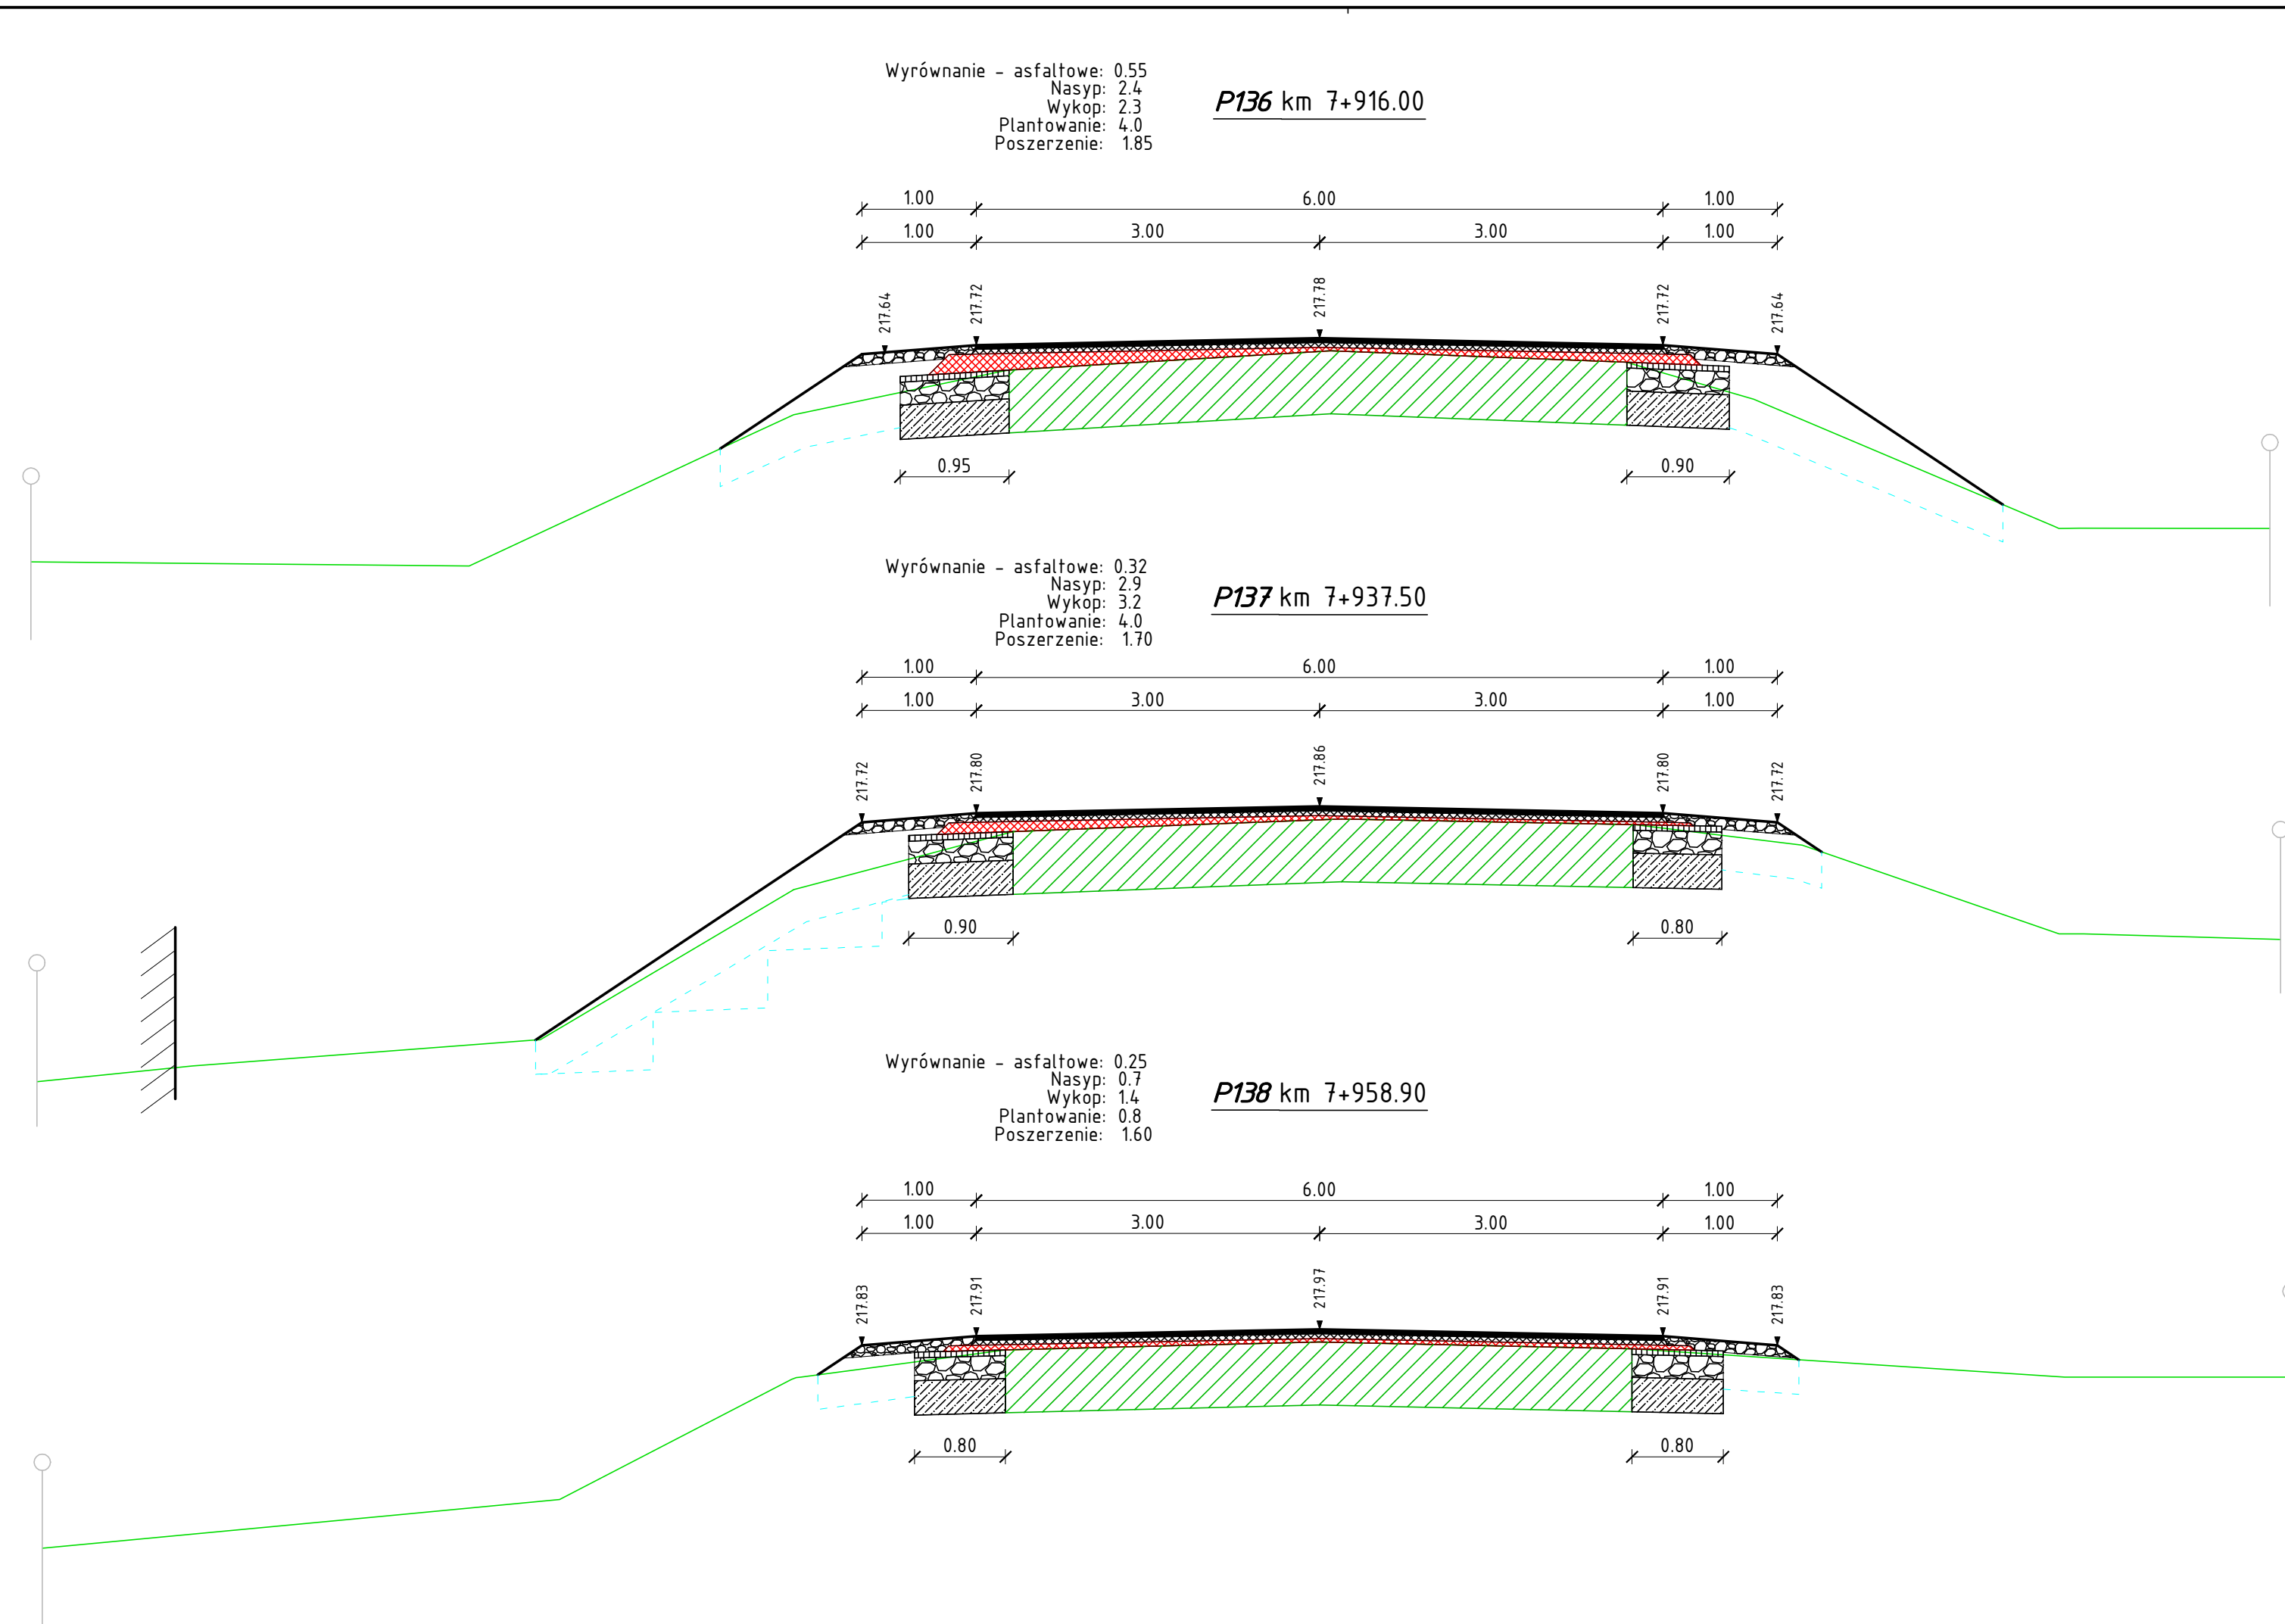 Wyrównanie - asfaltowe: 0.55
Nasyp: 2.4
Wykop: 2.3
Plantowanie: 4.0
Poszerzenie: 1.85
P136 km 7+916.00
1.00 6.00 1.00
1.00 3.00 3.00 1.00
217.64 217.72 217.78 217.72 217.64
0.95 0.90
Wyrównanie - asfaltowe: 0.32
Nasyp: 2.9
Wykop: 3.2
Plantowanie: 4.0
Poszerzenie: 1.70
P137 km 7+937.50
1.00 6.00 1.00
1.00 3.00 3.00 1.00
217.72 217.80 217.86 217.80 217.72
0.90 0.80
Wyrównanie - asfaltowe: 0.25
Nasyp: 0.7
Wykop: 1.4
Plantowanie: 0.8
Poszerzenie: 1.60
P138 km 7+958.90
1.00 6.00 1.00
1.00 3.00 3.00 1.00
217.83 217.91 217.97 217.91 217.83
0.80 0.80